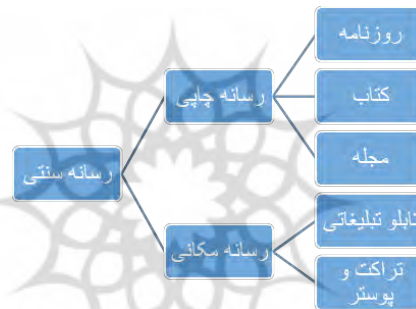 رسانه سنتی
رسانه چاپی
روزنامه
کتاب
مجله
رسانه مکانی
تابلو تبلیغاتی
تراکت و
پوستر